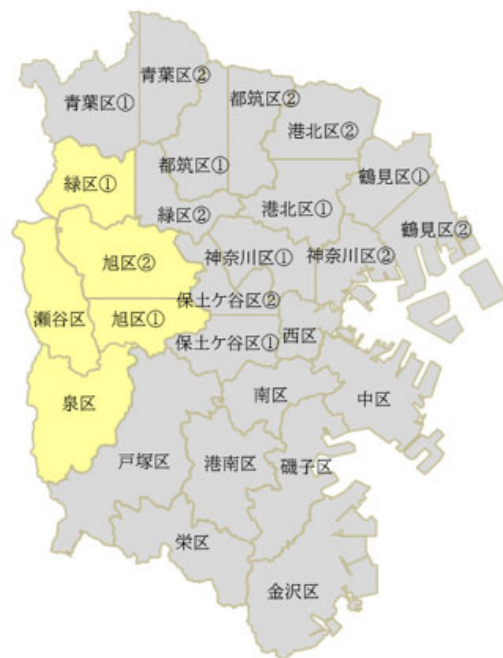 青葉区②
青葉区①
都筑区②
港北区②
都筑区①
鶴見区①
緑区①
緑区②
港北区①
鶴見区②
旭区②
神奈川区①
神奈川区②
保土ケ谷区②
瀬谷区
旭区①
西区
保土ケ谷区①
南区
中区
泉区
戸塚区
港南区
磯子区
栄区
金沢区